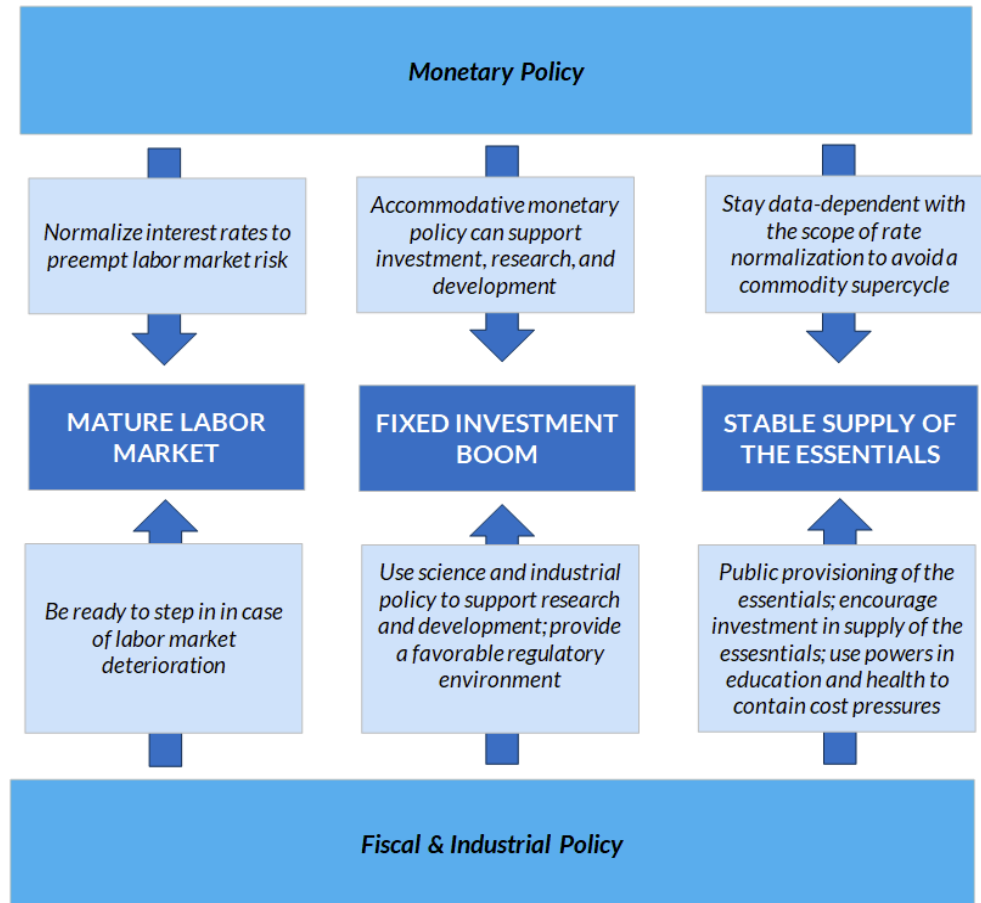 Monetary Policy
Normalize interest rates to
preempt labor market risk
Accommodative monetary
policy can support
investment, research, and
development
Stay data-dependent with
the scope of rate
normalization to avoid a
commodity supercycle
MATURE LABOR
MARKET
FIXED INVESTMENT
BOOM
STABLE SUPPLY OF
THE ESSENTIALS
Be ready to step in in case
of labor market
deterioration
Use science and industrial
policy to support research
and development; provide
a favorable regulatory
environment
Public provisioning of the
essentials; encourage
investment in supply of the
essesntials; use powers in
education and health to
contain cost pressures
Fiscal & Industrial Policy